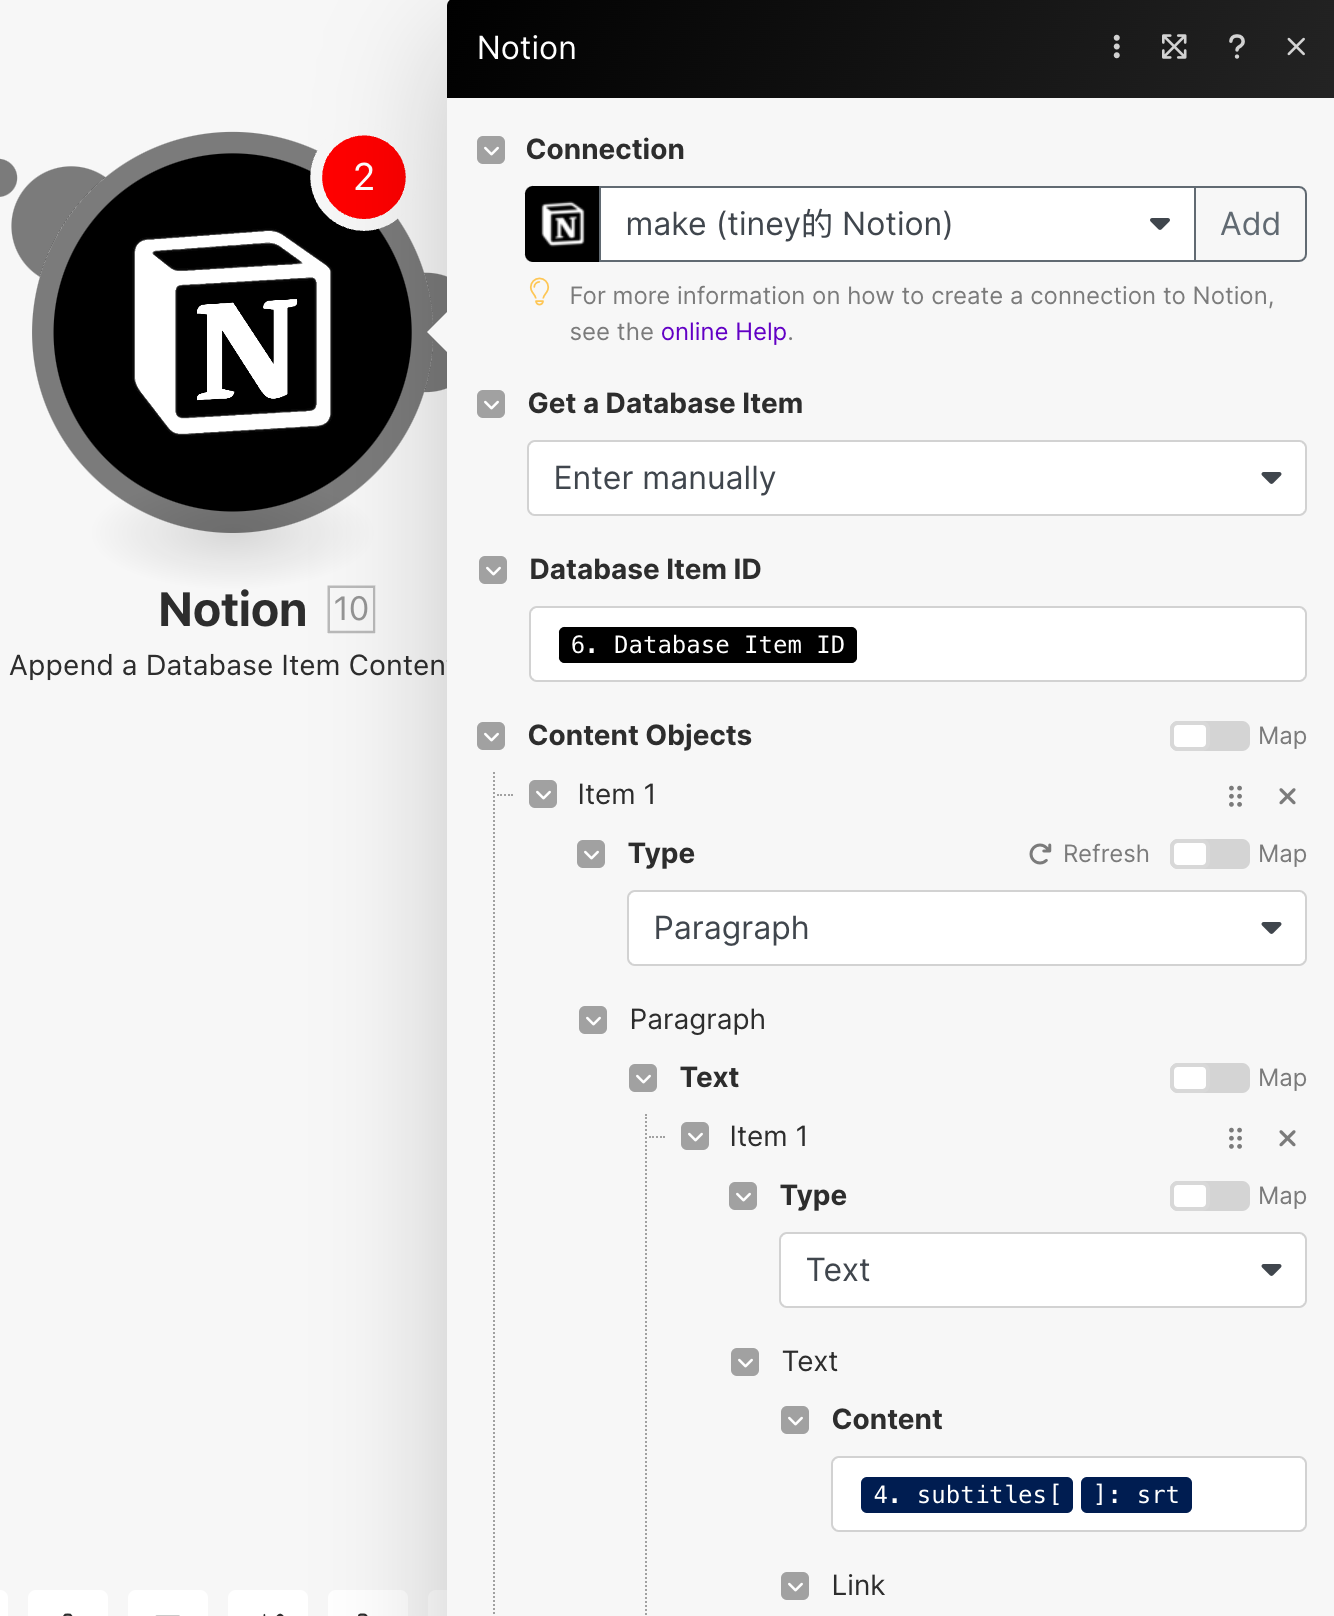 Notion
Connection
make (tiney的 Notion)
Add
For more information on how to create a connection to Notion,
see the online Help.
Get a Database Item
Enter manually
Database Item ID
6. Database Item ID
Content Objects
Map
Item 1
Type
Refresh
Map
Paragraph
Paragraph
Text
Map
Item 1
Type
Map
Text
Text
Content
4. subtitles[ ]: srt
Link
2
N
Notion 10
Append a Database Item Conten